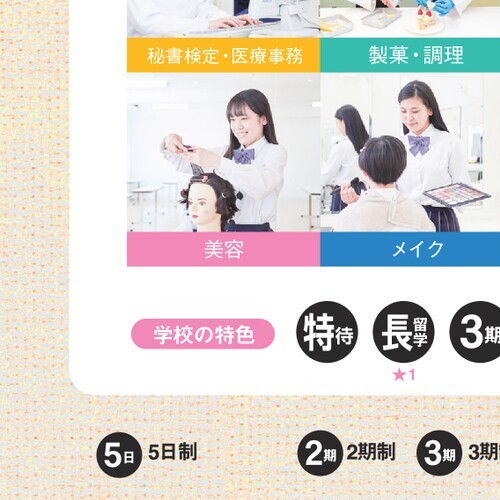 秘書検定・医療事務
製菓・調理
美容
メイク
学校の特色
特待
長留学
3期
★1
5日 5日制
2期 2期制
3期 3期